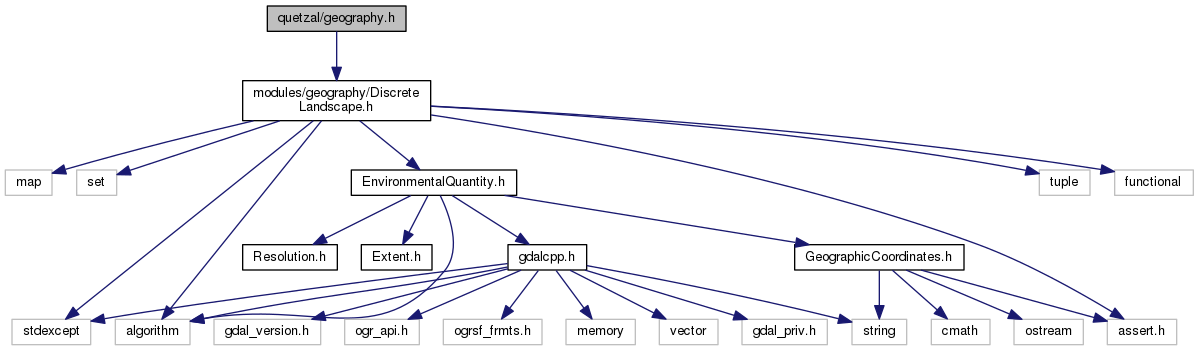 quetzal/geography.h
modules/geography/Discrete
Landscape.h
map
set
EnvironmentalQuantity.h
tuple
functional
Resolution.h
Extent.h
gdalcpp.h
GeographicCoordinates.h
stdexcept
algorithm
gdal_version.h
ogr_api.h
ogrsf_frmts.h
memory
vector
gdal_priv.h
string
cmath
ostream
assert.h